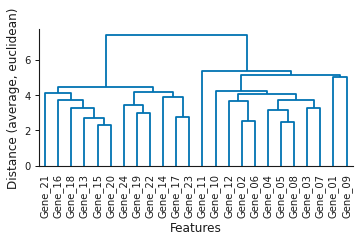 Distance (average, euclidean)
6
4
2
0
Gene_21
Gene_16
Gene_18
Gene_13
Gene_15
Gene_20
Gene_24
Gene_19
Gene_22
Gene_14
Gene_17
Gene_23
Gene_11
Gene_10
Gene_12
Gene_02
Gene_06
Gene_04
Gene_05
Gene_08
Gene_03
Gene_07
Gene_01
Gene_09
Features